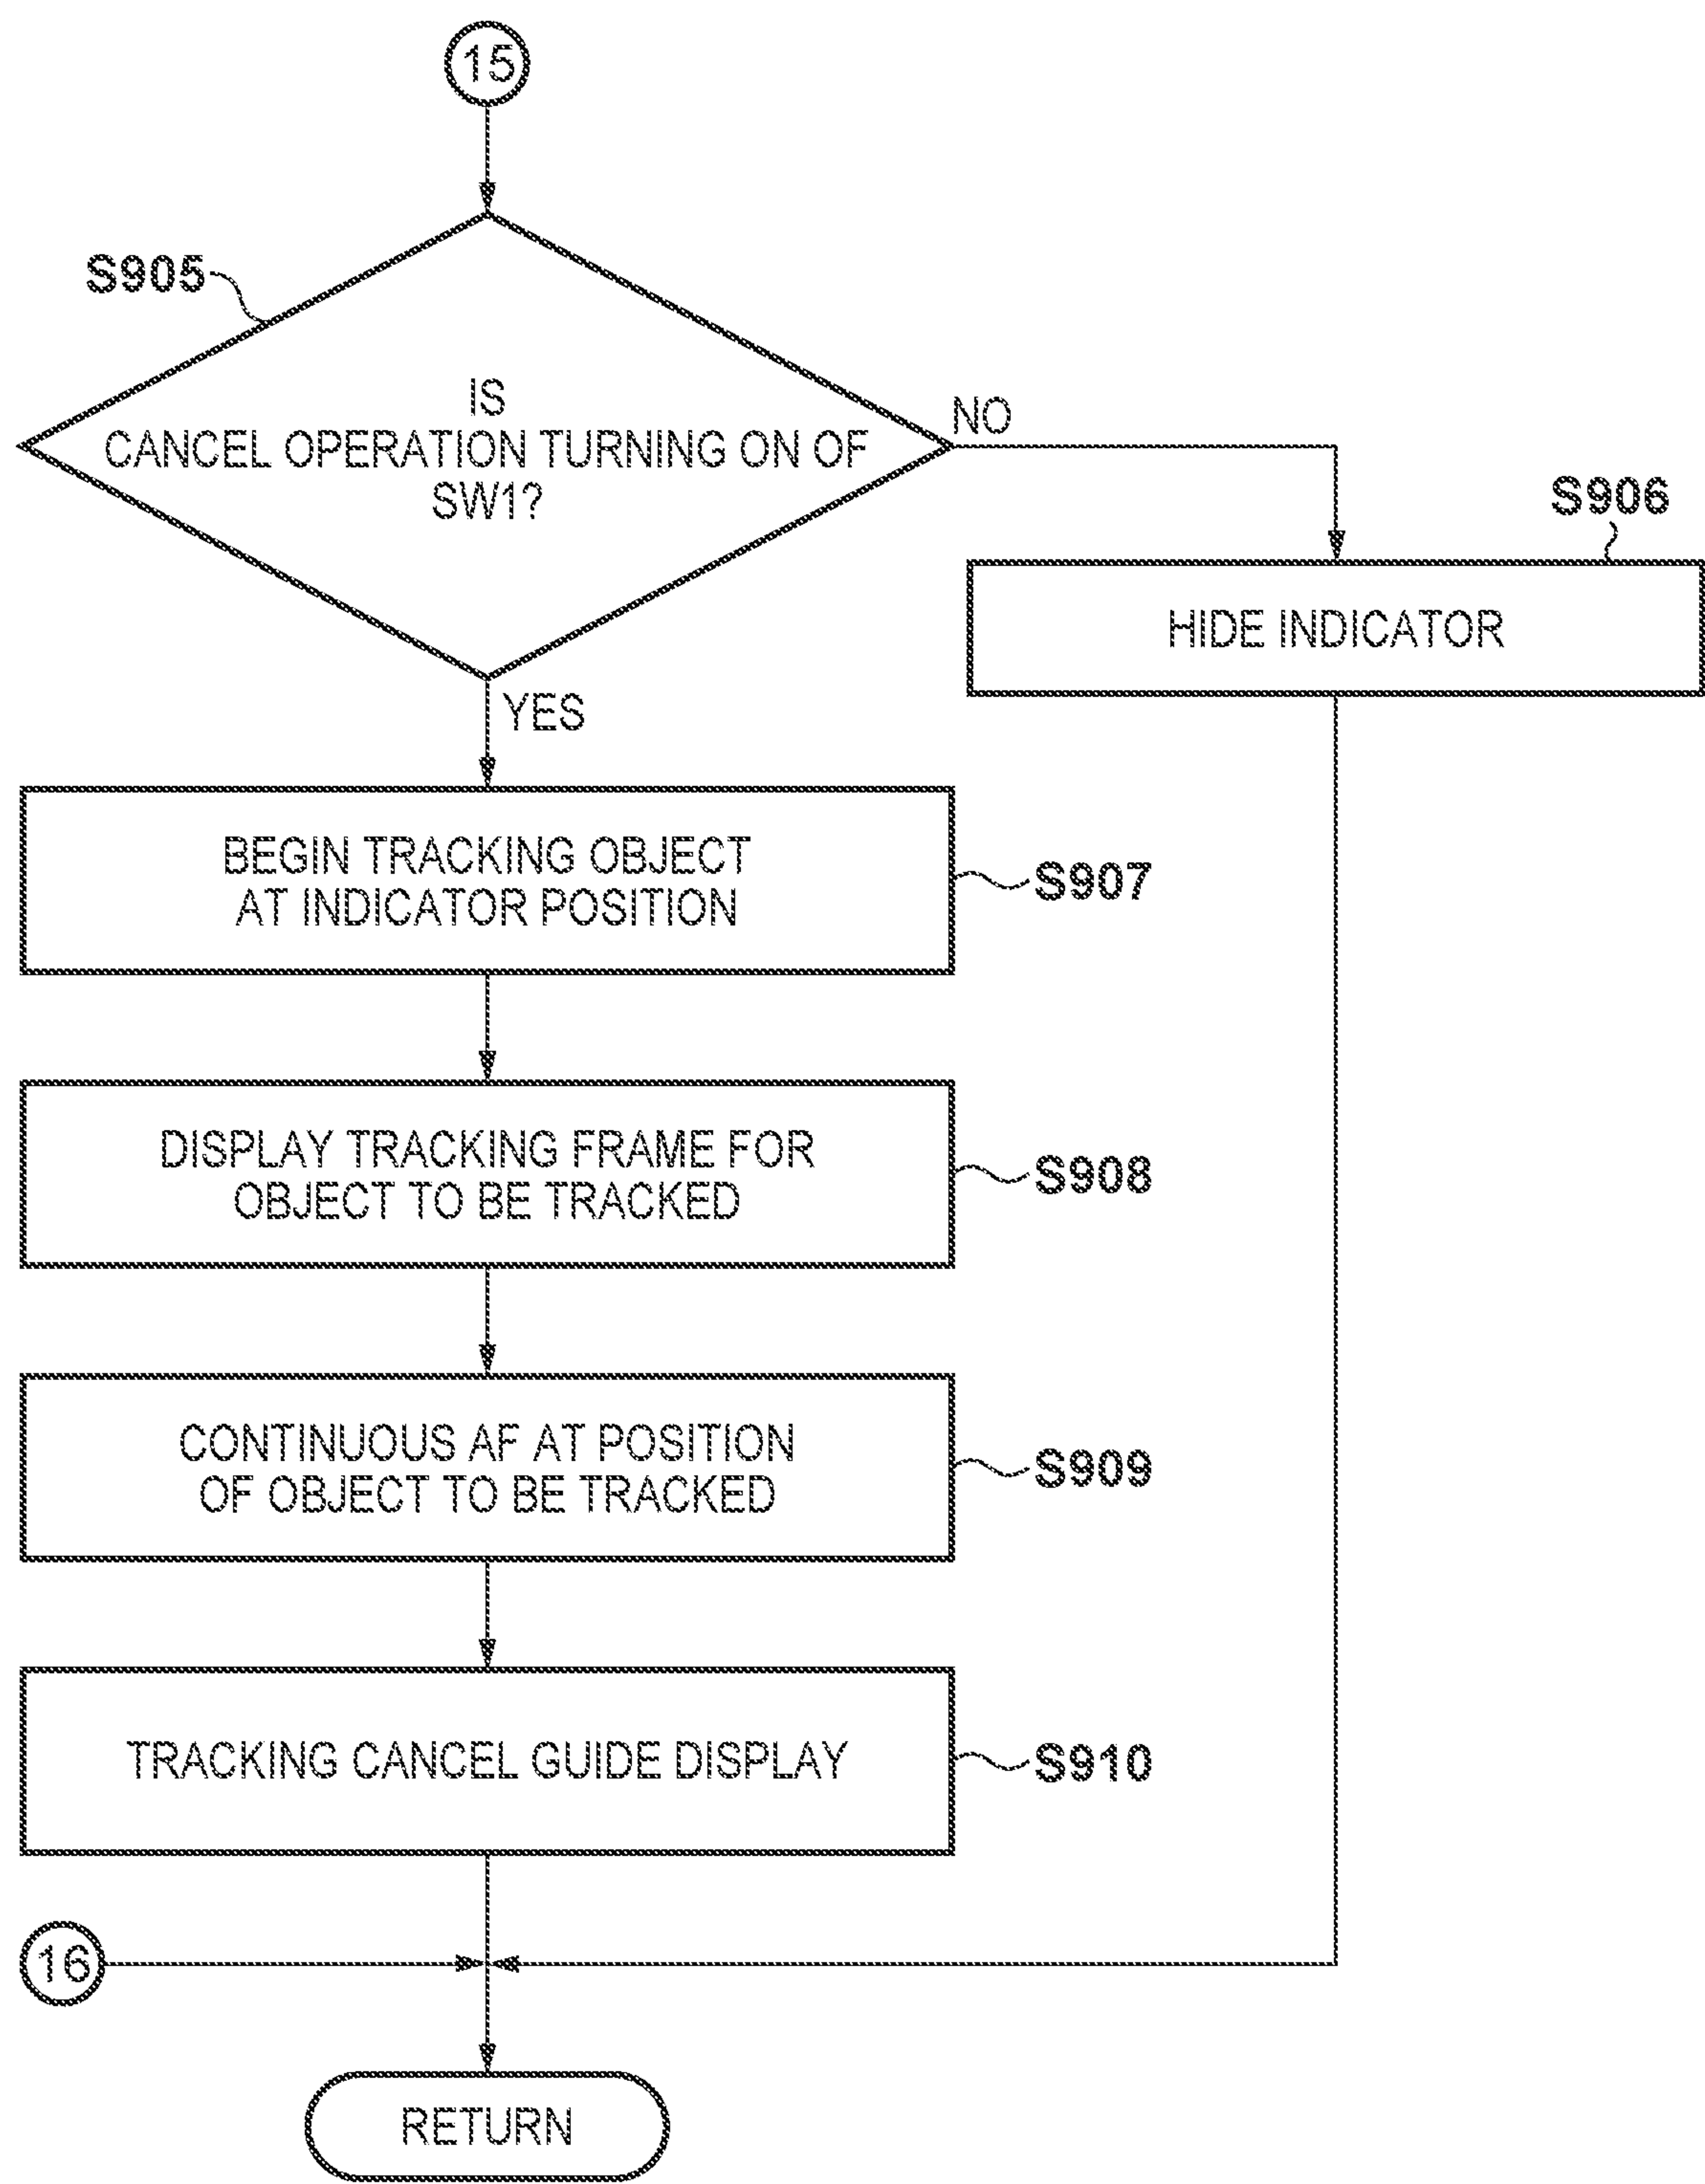 15
S905
IS
CANCEL OPERATION TURNING ON OF
SW1?
NO
S906
HIDE INDICATOR
YES
BEGIN TRACKING OBJECT
AT INDICATOR POSITION
S907
DISPLAY TRACKING FRAME FOR
OBJECT TO BE TRACKED
S908
CONTINUOUS AF AT POSITION
OF OBJECT TO BE TRACKED
S909
TRACKING CANCEL GUIDE DISPLAY
S910
16
RETURN